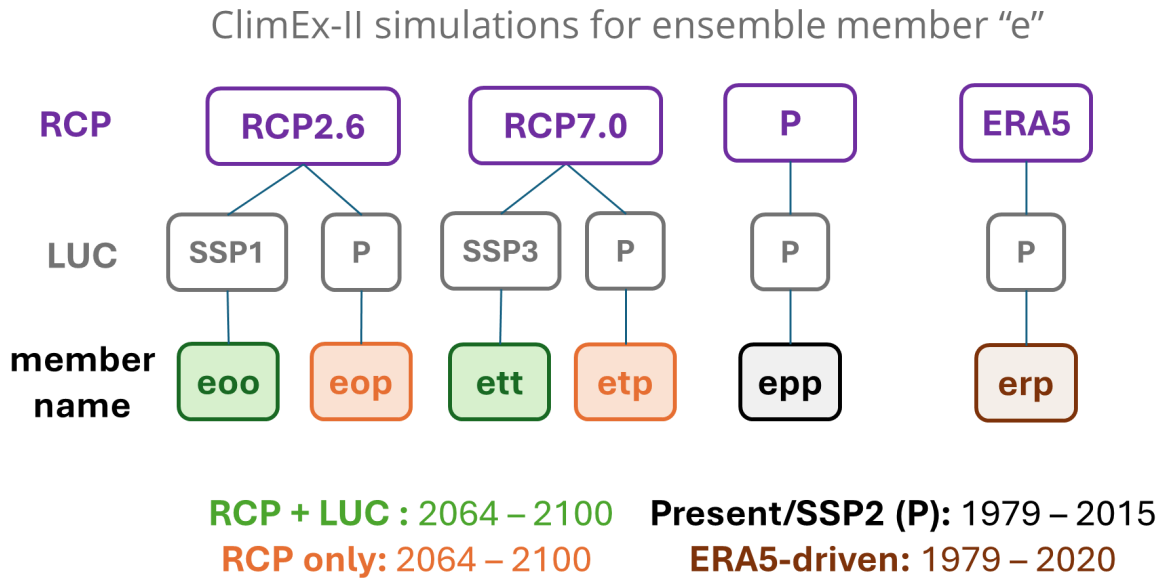 ClimEx-II simulations for ensemble member “e”
RCP RCP2.6 RCP7.0 P ERA5
LUC SSP1 P SSP3 P P P
member name
eoo eop ett etp epp erp
RCP + LUC : 2064 – 2100 Present/SSP2 (P): 1979 – 2015
RCP only: 2064 – 2100 ERA5-driven: 1979 – 2020